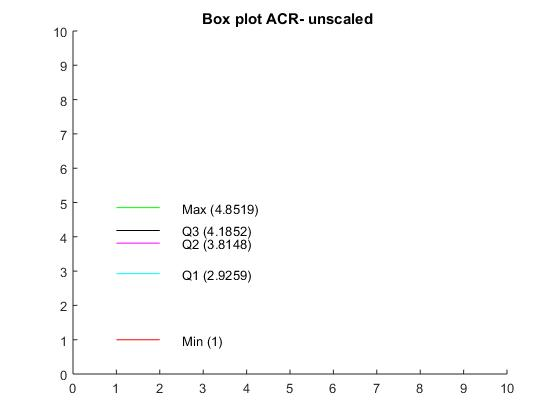 Box plot ACR- unscaled
10
9
8
7
6
5
4
3
2
1
0
Max (4.8519)
Q3 (4.1852)
Q2 (3.8148)
Q1 (2.9259)
Min (1)
0 1 2 3 4 5 6 7 8 9 10